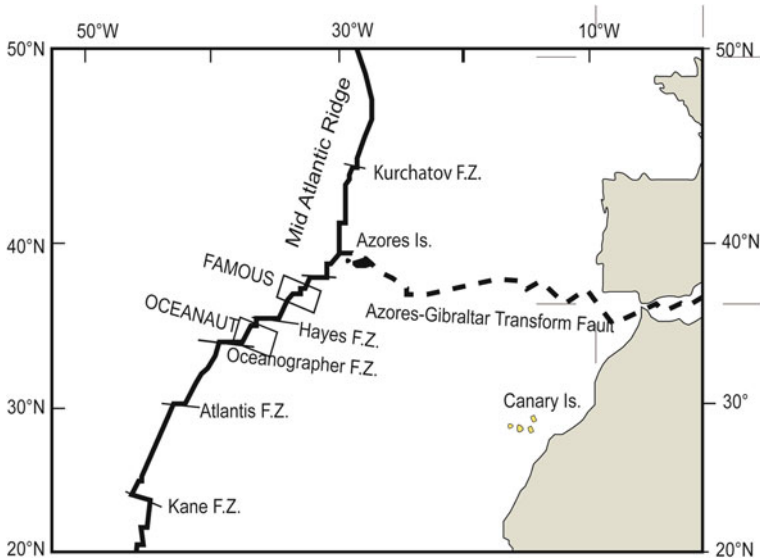 50°W
30°W
10°W
50°N
50°N
Mid Atlantic Ridge
Kurchatov F.Z.
Azores Is.
40°N
40°N
FAMOUS
OCEANAUT
Azores-Gibraltar Transform Fault
Hayes F.Z.
Oceanographer F.Z.
Canary Is.
30°N
30°
Atlantis F.Z.
Kane F.Z.
20°N
20°N